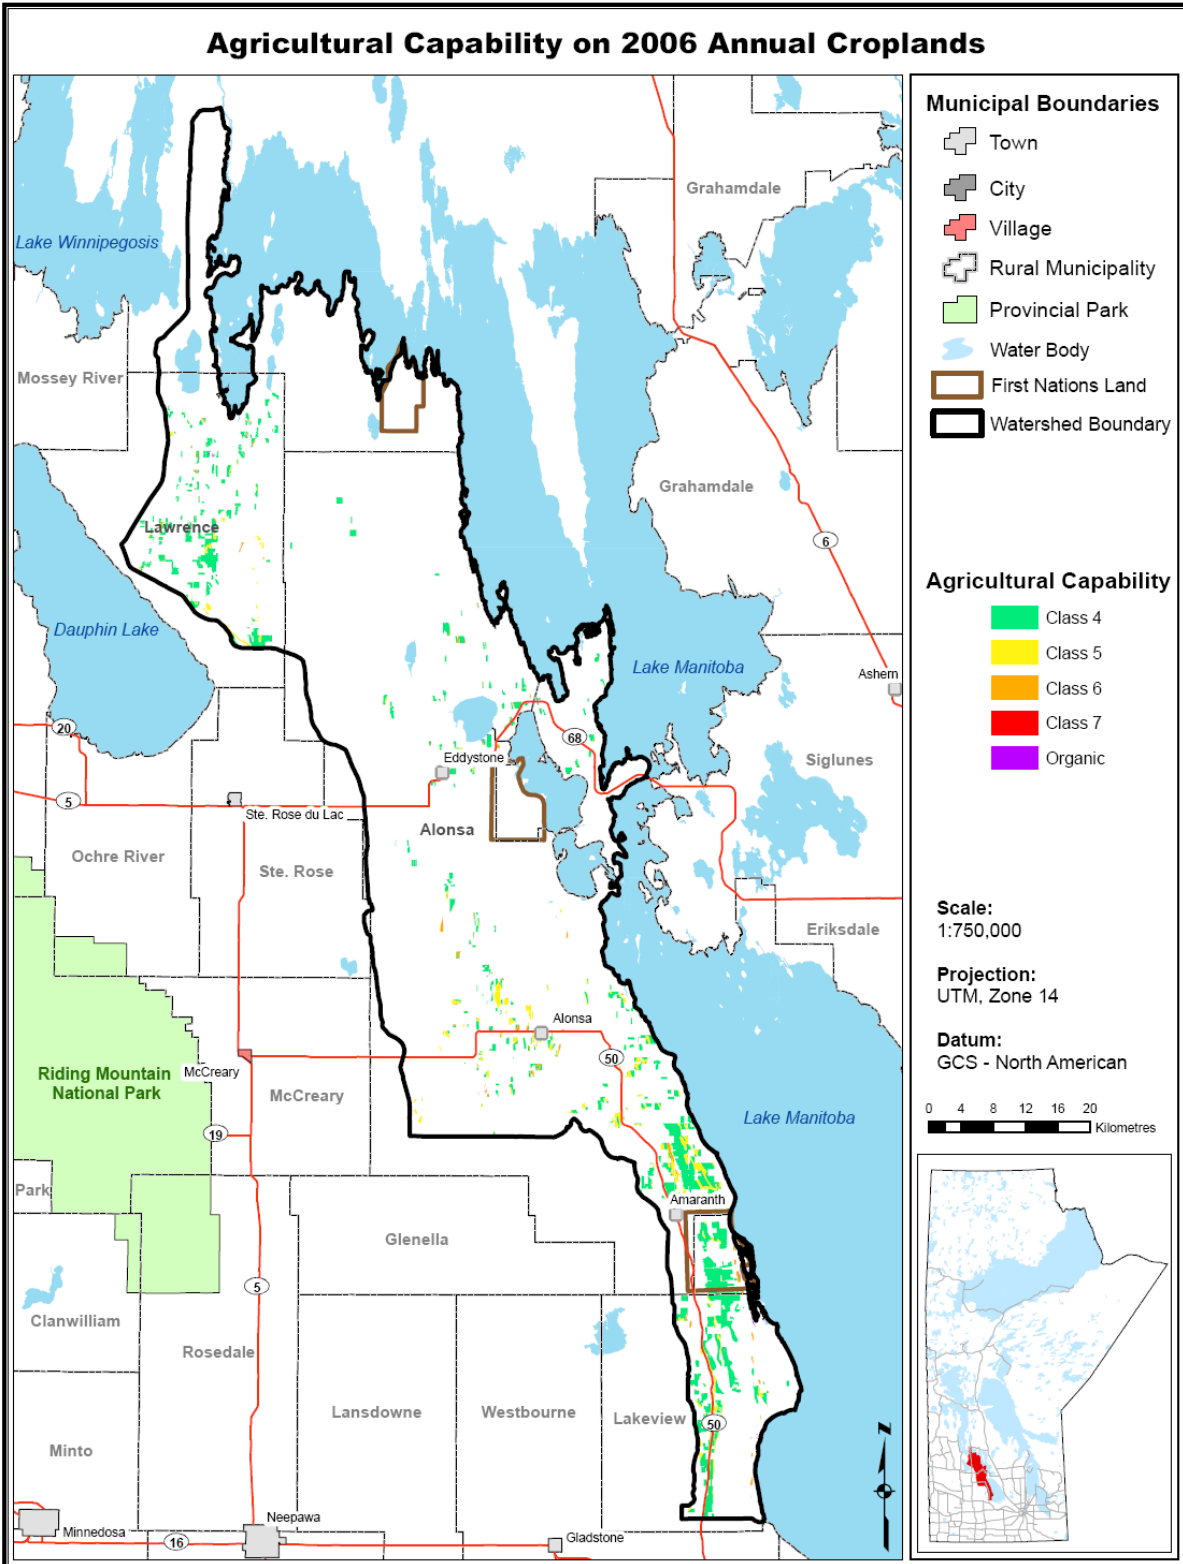 Agricultural Capability on 2006 Annual Croplands
Lake Winnipegosis
Grahamdale
Mossey River
Grahamdale
Lawrence
6
Dauphin Lake
Lake Manitoba
Ashern
20
68
Eddystone
Siglunes
5
Ste. Rose du Lac
Alonsa
Ochre River
Ste. Rose
Eriksdale
Alonsa
50
Riding Mountain
National Park
McCreary
McCreary
Lake Manitoba
19
Park
Amaranth
Glenella
5
Clanwilliam
Rosedale
Lansdowne
Westbourne
Lakeview
50
Minto
Minnedosa
Neepawa
16
Gladstone
Z
Municipal Boundaries
Town
City
Village
Rural Municipality
Provincial Park
Water Body
First Nations Land
Watershed Boundary
Agricultural Capability
Class 4
Class 5
Class 6
Class 7
Organic
Scale:
1:750,000
Projection:
UTM, Zone 14
Datum:
GCS - North American
0 4 8 12 16 20
Kilometres